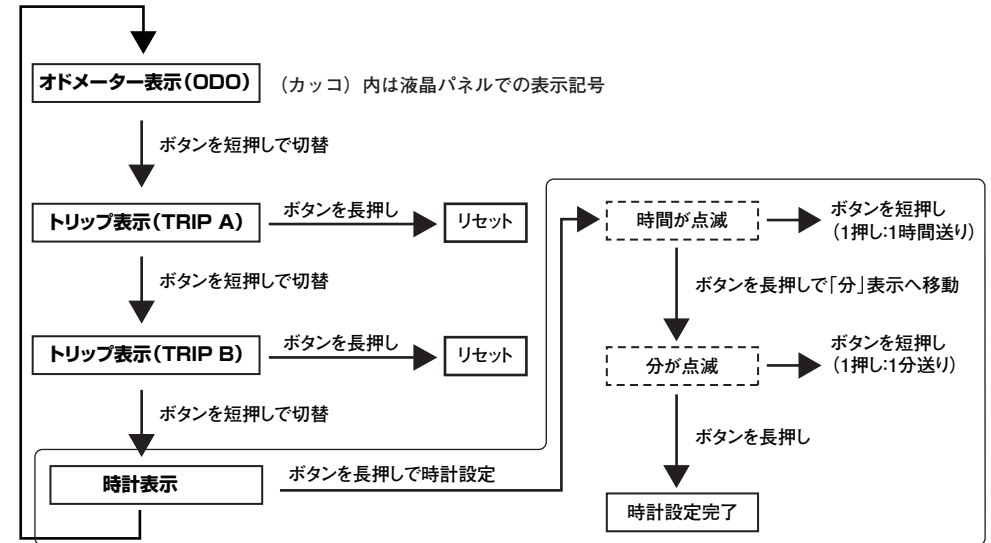 オドメーター表示(ODO)
(カッコ)内は液晶パネルでの表示記号
ボタンを短押しで切替
トリップ表示(TRIP A)
ボタンを長押し
リセット
ボタンを短押しで切替
トリップ表示(TRIP B)
ボタンを長押し
リセット
ボタンを短押しで切替
時計表示
ボタンを長押しで時計設定
時間が点滅
ボタンを短押し
(1押し:1時間送り)
ボタンを長押しで「分」表示へ移動
分が点滅
ボタンを短押し
(1押し:1分送り)
ボタンを長押し
時計設定完了